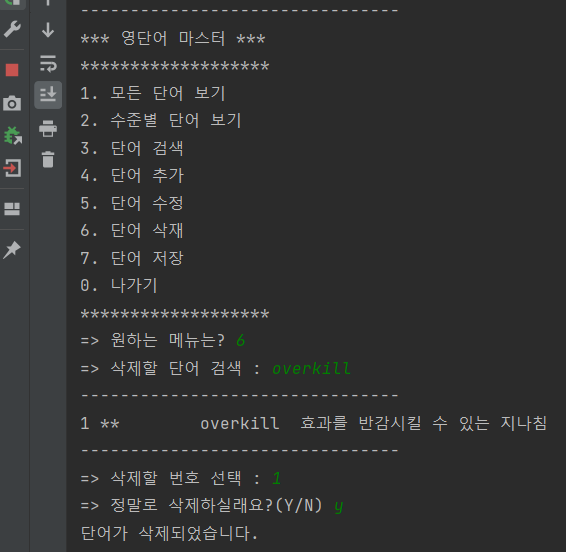 --------------------------------
*** 영단어 마스터 ***
*******************
1. 모든 단어 보기
2. 수준별 단어 보기
3. 단어 검색
4. 단어 추가
5. 단어 수정
6. 단어 삭재
7. 단어 저장
0. 나가기
*******************
=> 원하는 메뉴는? 6
=> 삭제할 단어 검색 : overkill
--------------------------------
1 **        overkill  효과를 반감시킬 수 있는 지나침
--------------------------------
=> 삭제할 번호 선택 : 1
=> 정말로 삭제하실래요?(Y/N) y
단어가 삭제되었습니다.